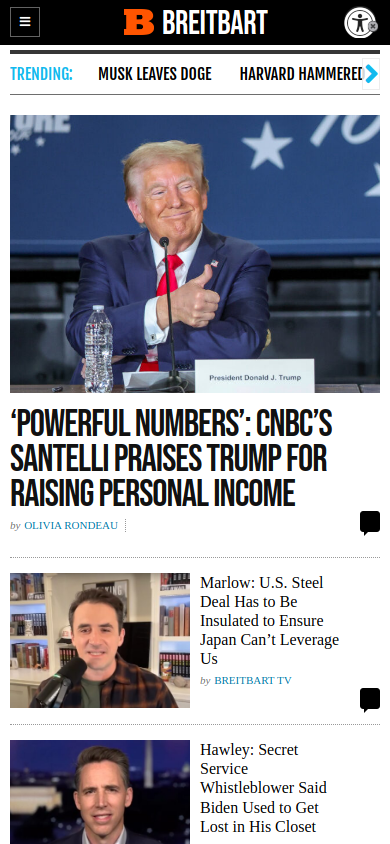 BREITBART
TRENDING:
MUSK LEAVES DOGE
HARVARD HAMMERED
President Donald J. Trump
‘POWERFUL NUMBERS’: CNBC’S
SANTELLI PRAISES TRUMP FOR
RAISING PERSONAL INCOME
by OLIVIA RONDEAU
Marlow: U.S. Steel
Deal Has to Be
Insulated to Ensure
Japan Can’t Leverage
Us
by BREITBART TV
Hawley: Secret
Service
Whistleblower Said
Biden Used to Get
Lost in His Closet